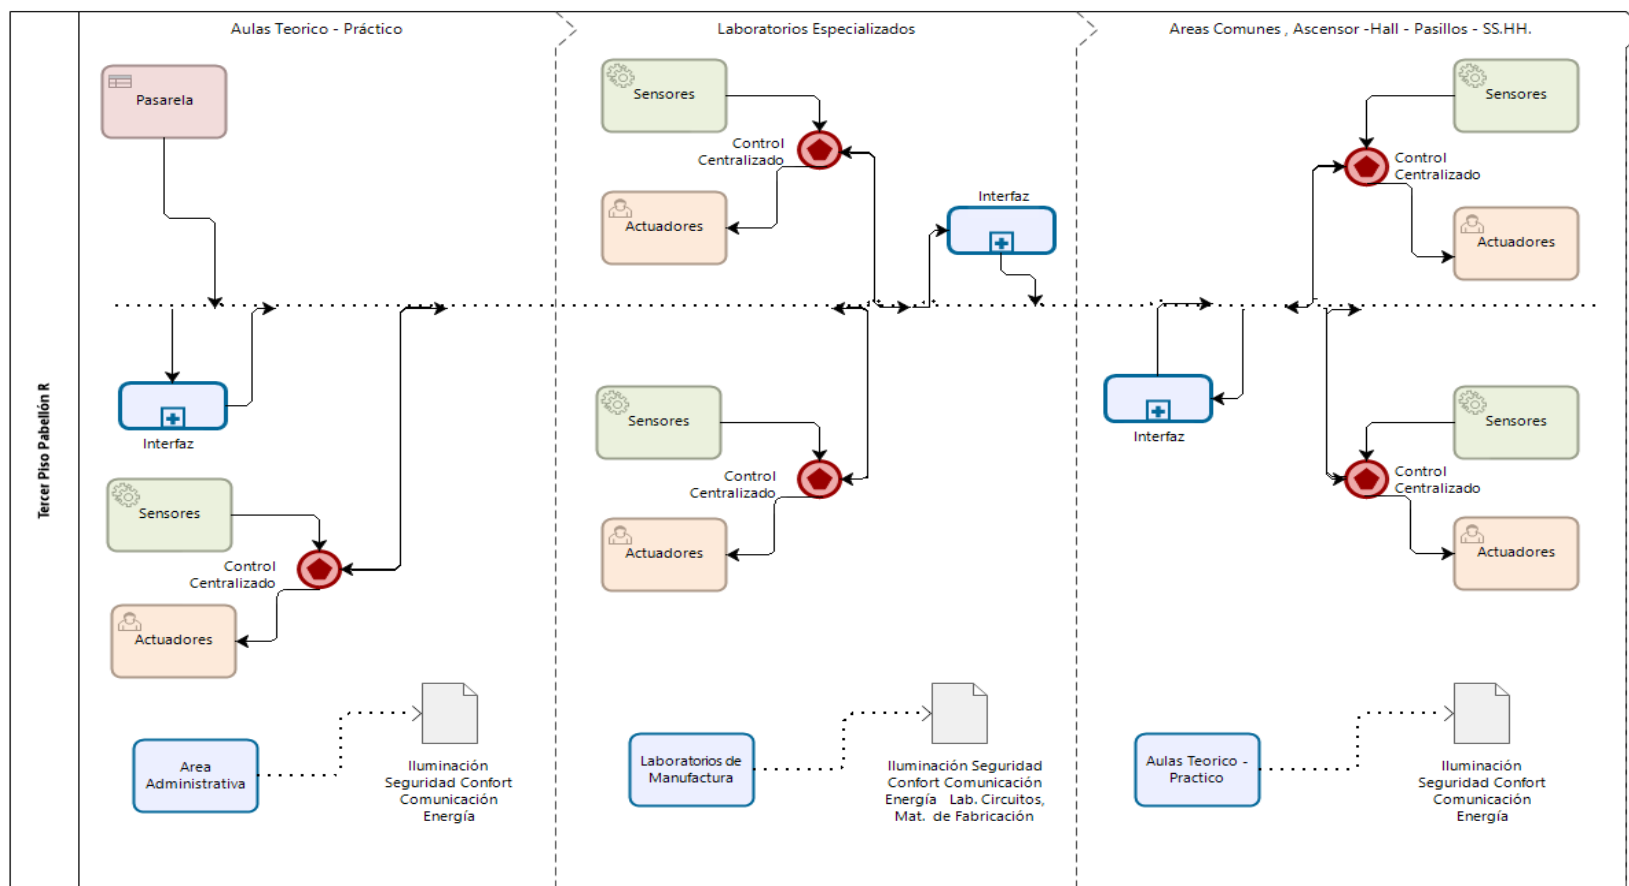 Aulas Teorico - Práctico
Laboratorios Especializados
Areas Comunes , Ascensor -Hall - Pasillos - SS.HH.
Tercer Piso Pabellón R
Pasarela
Interfaz
Sensores
Control
Centralizado
Actuadores
Area
Administrativa
Iluminación
Seguridad Confort
Comunicación
Energía
Sensores
Control
Centralizado
Actuadores
Interfaz
Sensores
Control
Centralizado
Actuadores
Laboratorios de
Manufactura
Iluminación Seguridad
Confort Comunicación
Energía Lab. Circuitos,
Mat. de Fabricación
Sensores
Control
Centralizado
Actuadores
Interfaz
Sensores
Control
Centralizado
Actuadores
Aulas Teorico -
Practico
Iluminación
Seguridad Confort
Comunicación
Energía